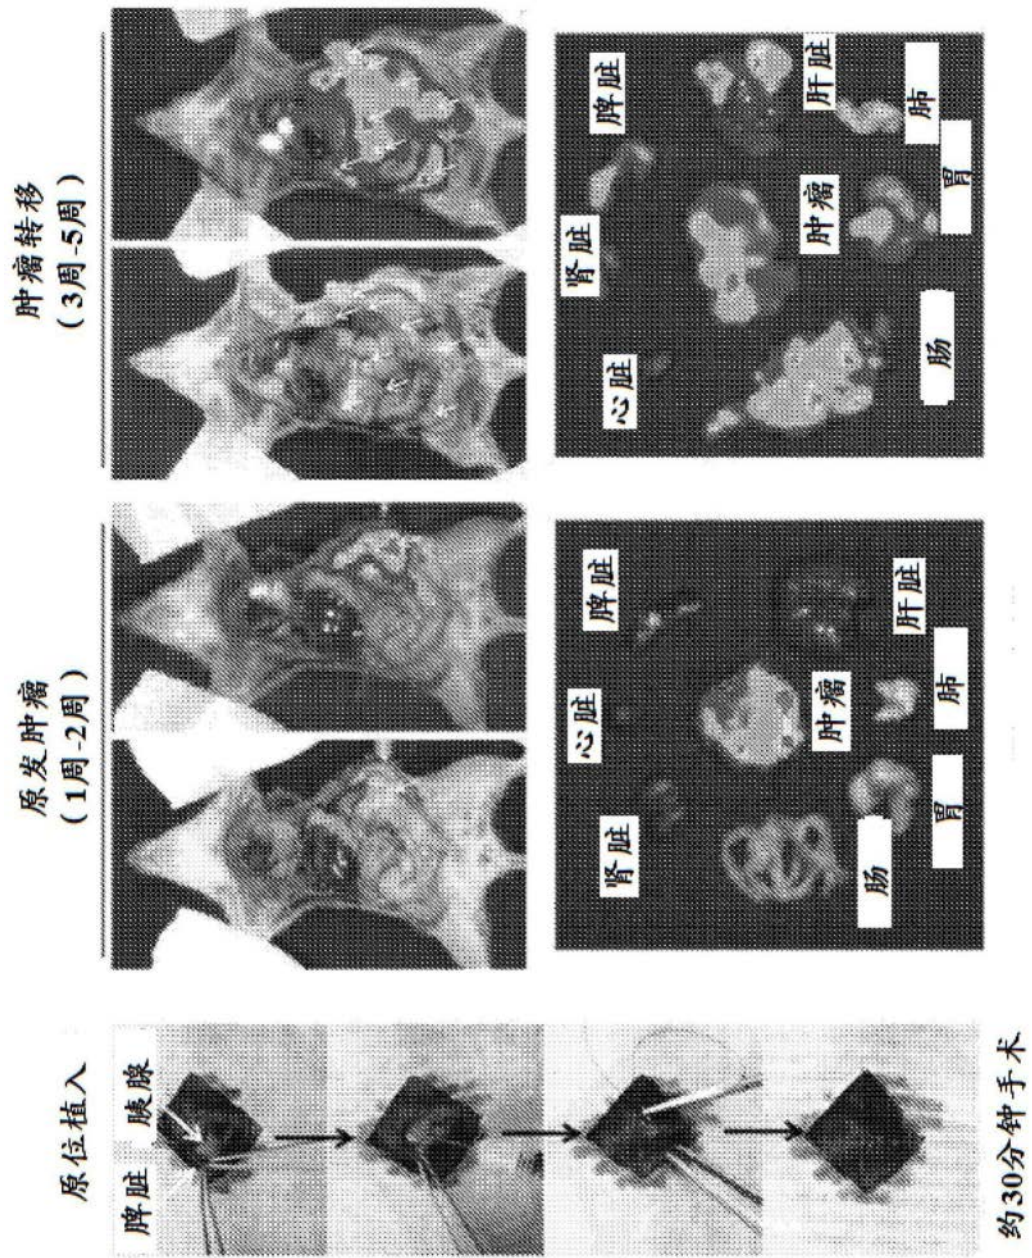 原位植入
脾脏
胰腺
约30分钟手术
原发肿瘤
(1周-2周)
肾脏
心脏
脾脏
肿瘤
肝脏
肠
胃
肺
肿瘤转移
(3周-5周)
心脏
肾脏
脾脏
肿瘤
肝脏
肠
胃
肺